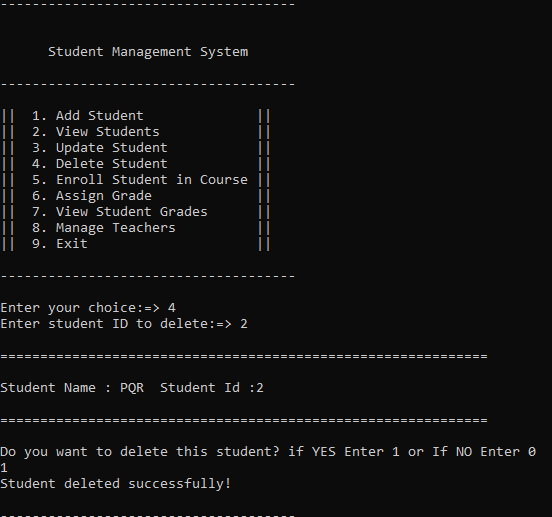 -------------------------------------
Student Management System
-------------------------------------
||  1. Add Student              ||
||  2. View Students            ||
||  3. Update Student           ||
||  4. Delete Student           ||
||  5. Enroll Student in Course ||
||  6. Assign Grade             ||
||  7. View Student Grades      ||
||  8. Manage Teachers          ||
||  9. Exit                     ||
-------------------------------------
Enter your choice:=> 4
Enter student ID to delete:=> 2
=============================================================
Student Name : PQR  Student Id :2
=============================================================
Do you want to delete this student? if YES Enter 1 or If NO Enter 0
1
Student deleted successfully!
-------------------------------------